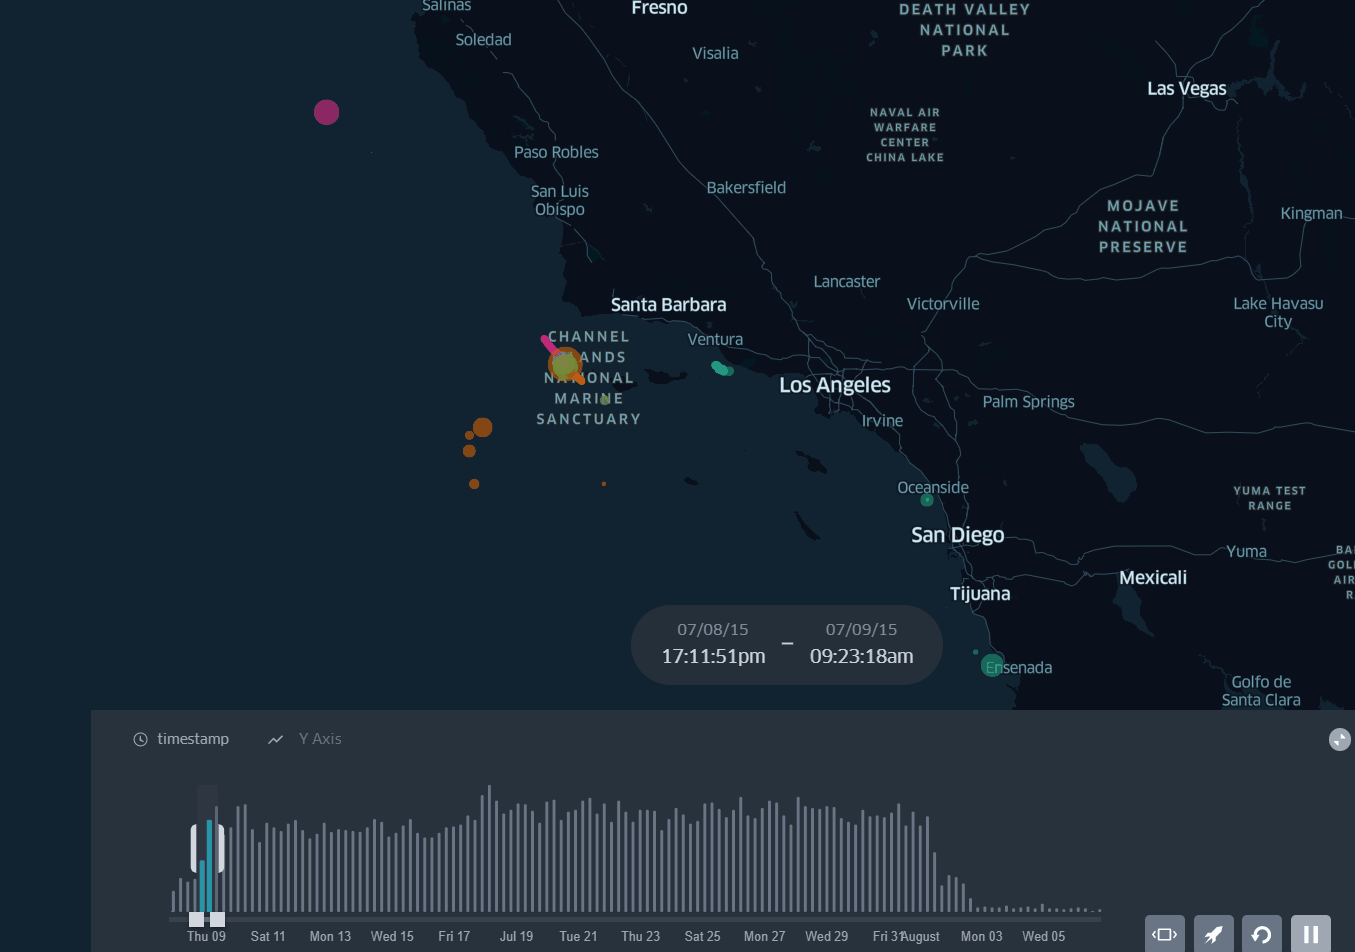 Salinas
Fresno
DEATH VALLEY
NATIONAL
PARK
Soledad
Visalia
Las Vegas
NAVAL AIR
WARFARE
CENTER
CHINA LAKE
Paso Robles
San Luis
Obispo
Bakersfield
MOJAVE
NATIONAL
PRESERVE
Kingman
Lancaster
Santa Barbara
Victorville
Lake Havasu
City
CHANNEL
NATIONAL
MARINE
SANCTUARY
Ventura
Los Angeles
Palm Springs
Irvine
Oceanside
YUMA TEST
RANGE
San Diego
Yuma
Mexicali
Tijuana
Ensenada
Golfo de
Santa Clara
07/08/15
17:11:51pm
–
07/09/15
09:23:18am
timestamp
Y Axis
Thu 09 Sat 11 Mon 13 Wed 15 Fri 17 Jul 19 Tue 21 Thu 23 Sat 25 Mon 27 Wed 29 Fri 31 August Mon 03 Wed 05